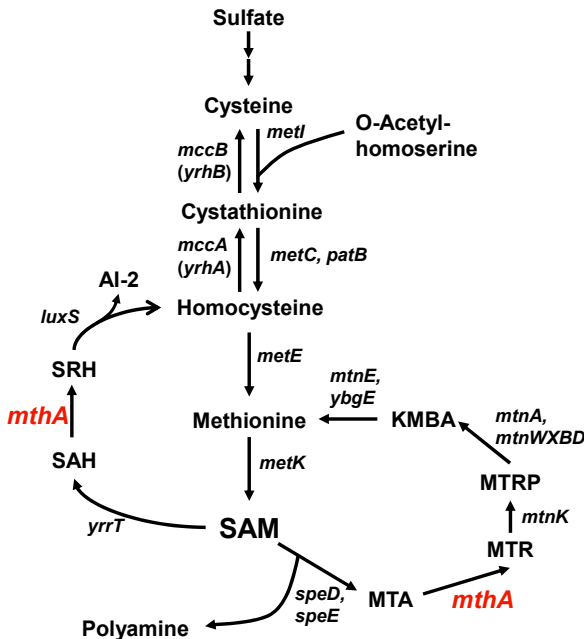 Sulfate
Cysteine
metI
O-Acetyl-
homoserine
mccB
(yrhB)
Cystathionine
mccA
(yrhA)
metC, patB
AI-2
Homocysteine
luxS
SRH
metE
mtnE,
ybgE
mthA
Methionine
KMBA
mtnA,
mtnWXBD
SAH
metK
MTRP
yrrT
SAM
mtnK
MTR
speD,
speE
MTA
mthA
Polyamine